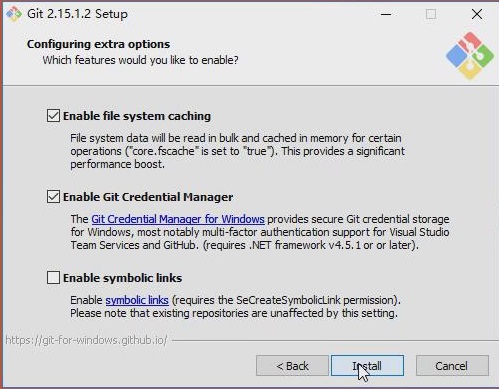 Git 2.15.1.2 Setup
Configuring extra options
Which features would you like to enable?
Enable file system caching
File system data will be read in bulk and cached in memory for certain
operations ("core.fscache" is set to "true"). This provides a significant
performance boost.
Enable Git Credential Manager
The Git Credential Manager for Windows provides secure Git credential storage
for Windows, most notably multi-factor authentication support for Visual Studio
Team Services and GitHub. (requires .NET framework v4.5.1 or or later).
Enable symbolic links
Enable symbolic links (requires the SeCreateSymbolicLink permission).
Please note that existing repositories are unaffected by this setting.
https://git-for-windows.github.io/
< Back
Install
Cancel